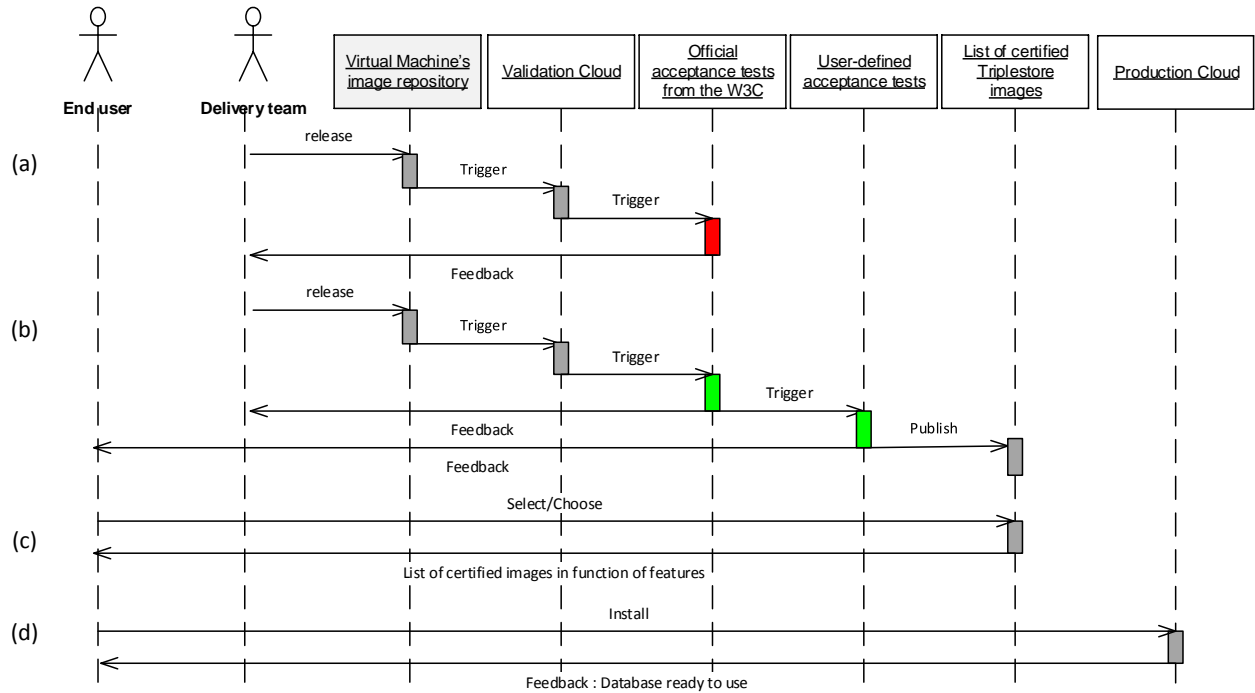 End user
Delivery team
Virtual Machine's
image repository
Validation Cloud
Official
acceptance tests
from the W3C
User-defined
acceptance tests
List of certified
Triplestore
images
Production Cloud
(a)
release
Trigger
Trigger
Feedback
(b)
release
Trigger
Trigger
Trigger
Feedback
Publish
Feedback
(c)
Select/Choose
List of certified images in function of features
(d)
Install
Feedback : Database ready to use